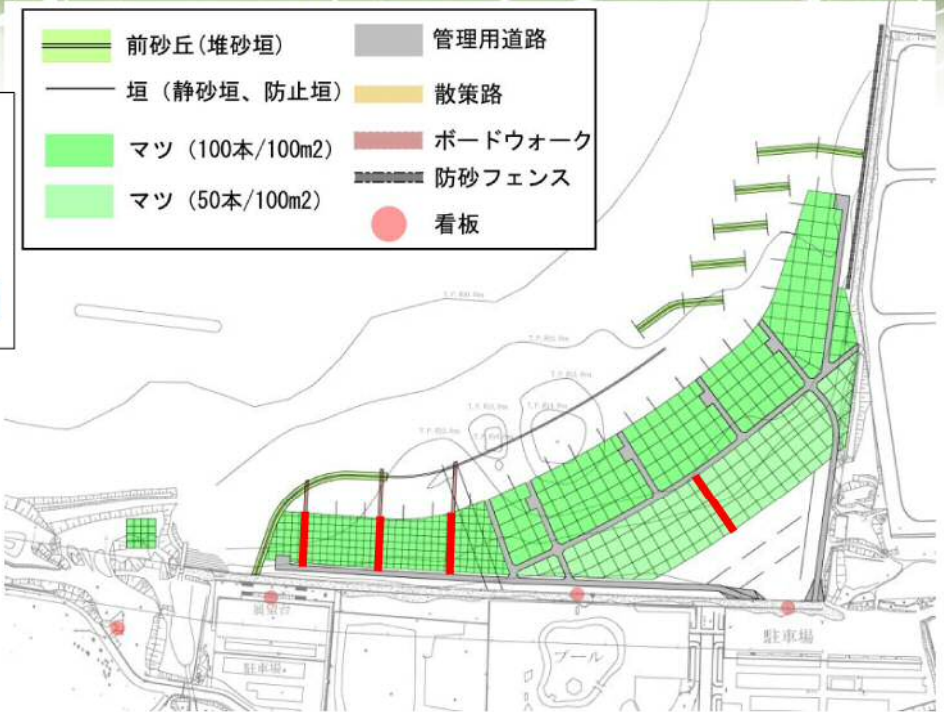 前砂丘(堆砂垣)
管理用道路
垣（静砂垣、防止垣）
散策路
マツ（100本/100m2）
ボードウォーク
防砂フェンス
マツ（50本/100m2）
看板
駐車場
プール
駐車場